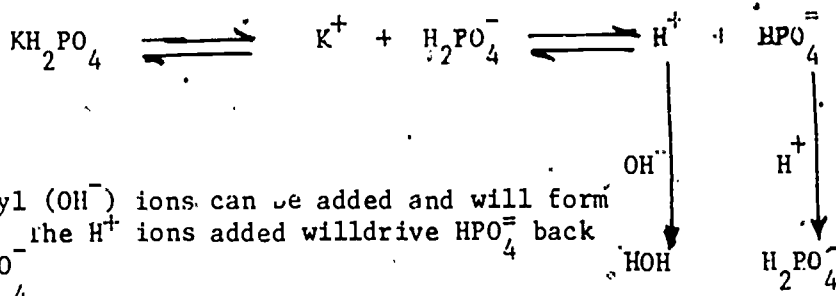 KH₂PO₄ ⇌ K⁺ + H₂PO₄⁻ ⇌ H⁺ + HPO₄⁼
OH⁻ H⁺
yl (OH⁻) ions can be added and will form
The H⁺ ions added willdrive HPO₄⁼ back
HOH H₂PO₄⁻
O₄⁻